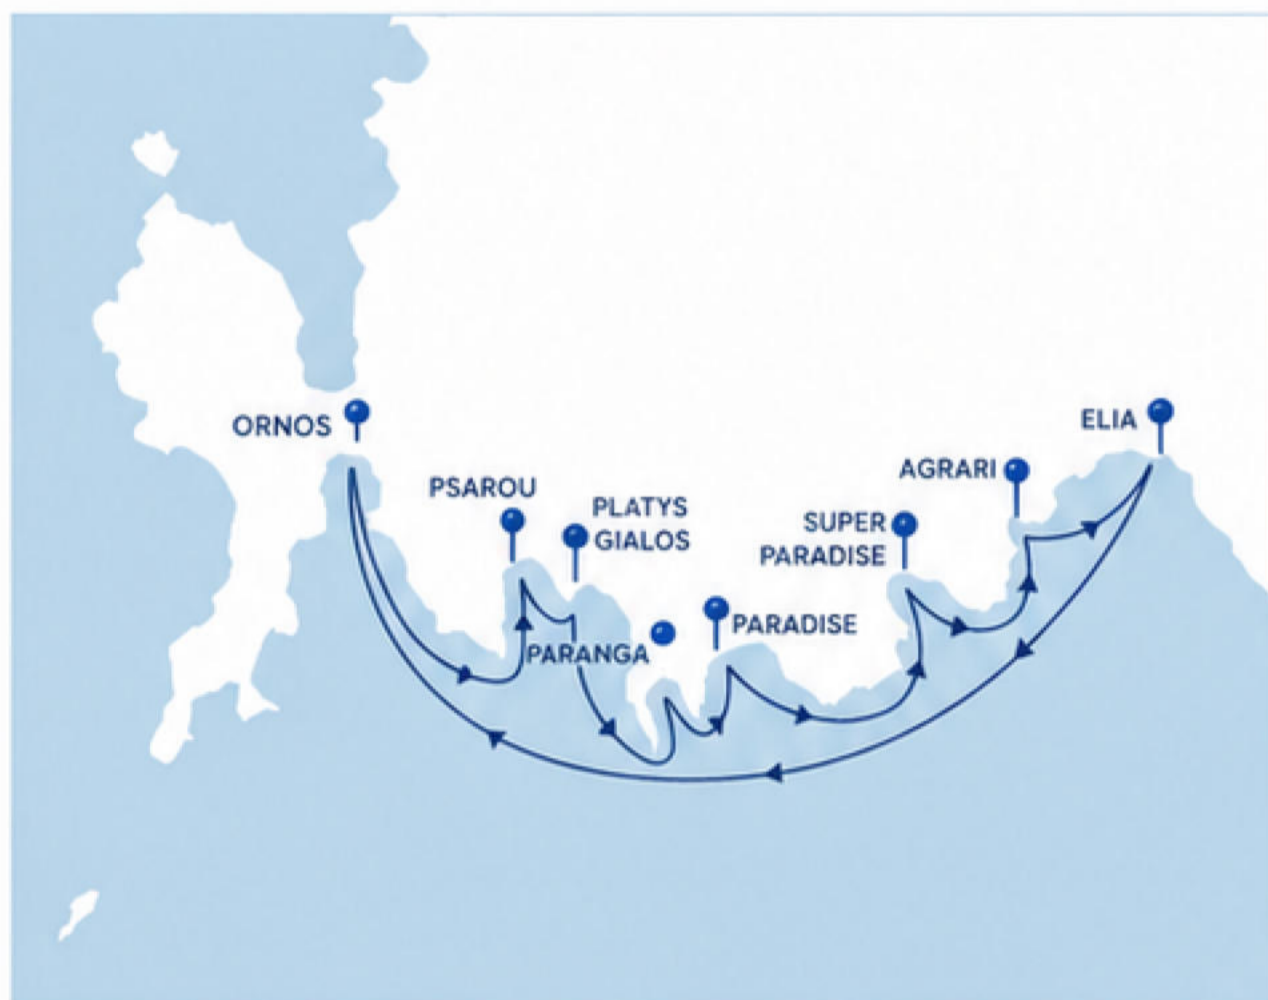 ORNOS
PSAROU
PLATYS
GIALOS
PARANGA
PARADISE
SUPER
PARADISE
AGRARI
ELIA